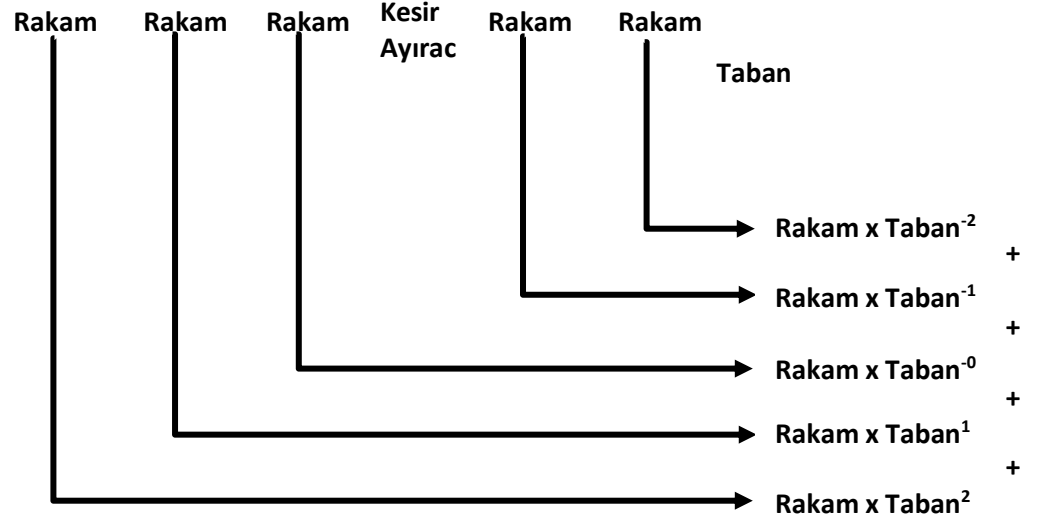 Rakam Rakam Rakam Kesir Ayırac Rakam Rakam
Taban
Rakam x Taban⁻²
+
Rakam x Taban⁻¹
+
Rakam x Taban⁻⁰
+
Rakam x Taban¹
+
Rakam x Taban²